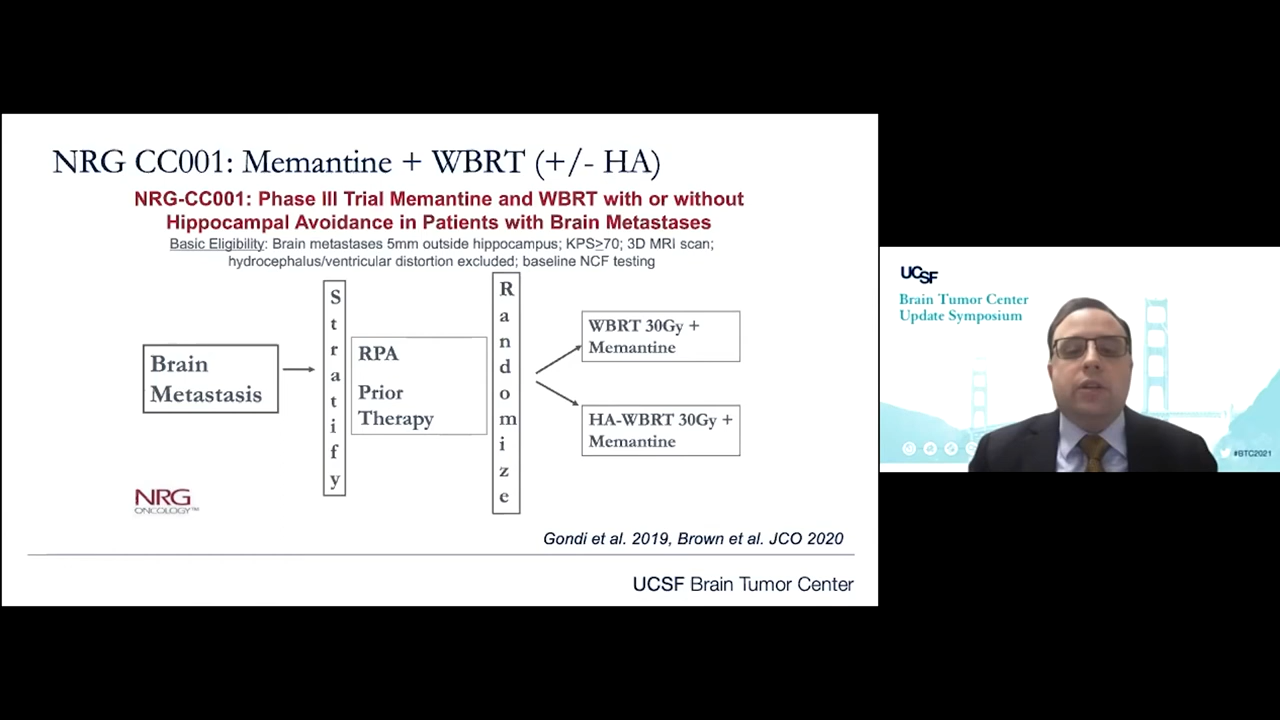 NRG CC001: Memantine + WBRT (+/- HA)
NRG-CC001: Phase III Trial Memantine and WBRT with or without
Hippocampal Avoidance in Patients with Brain Metastases
Basic Eligibility: Brain metastases 5mm outside hippocampus; KPS≥70; 3D MRI scan;
hydrocephalus/ventricular distortion excluded; baseline NCF testing
Brain
Metastasis
Stratify
RPA
Prior
Therapy
Randomize
WBRT 30Gy +
Memantine
HA-WBRT 30Gy +
Memantine
NRG
ONCOLOGY™
Gondi et al. 2019, Brown et al. JCO 2020
UCSF Brain Tumor Center
UCSF
Brain Tumor Center
Update Symposium
#BTC2021